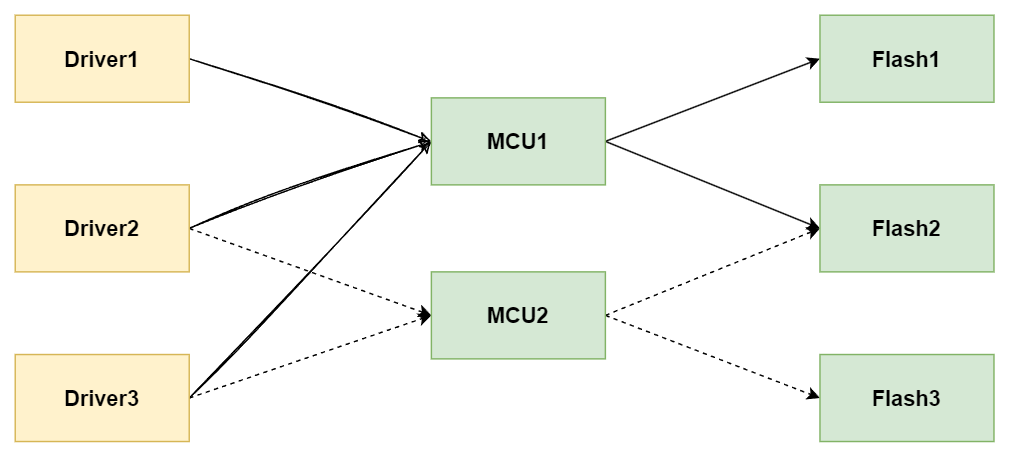 Driver1
Flash1
MCU1
Driver2
Flash2
MCU2
Driver3
Flash3